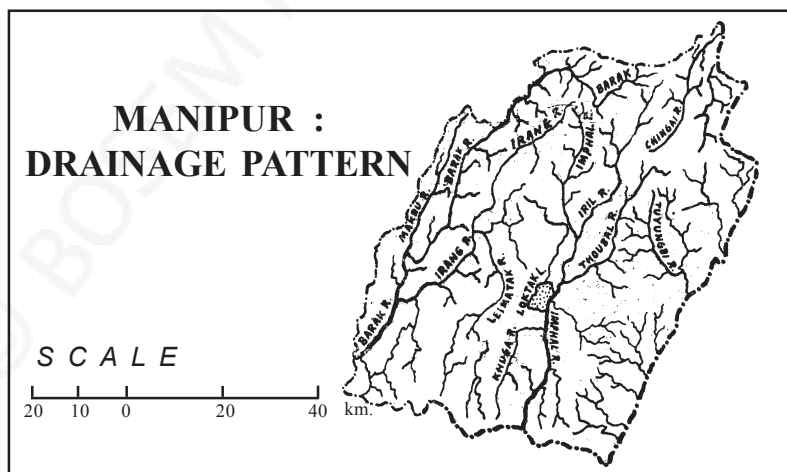 MANIPUR :
DRAINAGE PATTERN
BARAK
IRANG R.
IMPHAL R.
CHINGAI R.
BARAK R.
MAKRU R.
IRIL R.
THOUBAL R.
IRANG R.
LEIMATAK R.
LOKTAK L
BARAK R.
KHUGA R.
IMPHAL R.
SCALE
20 10 0 20 40 km.
© BOSEM